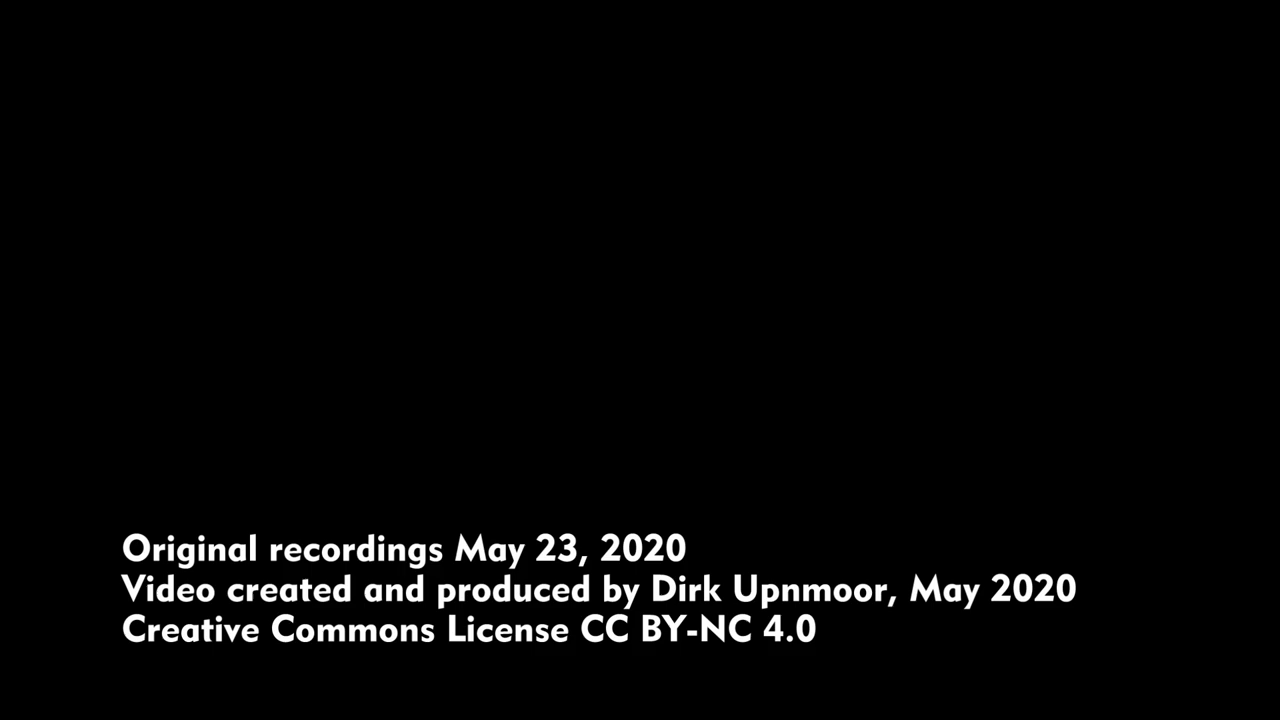 Original recordings May 23, 2020
Video created and produced by Dirk Upnmoor, May 2020
Creative Commons License CC BY-NC 4.0